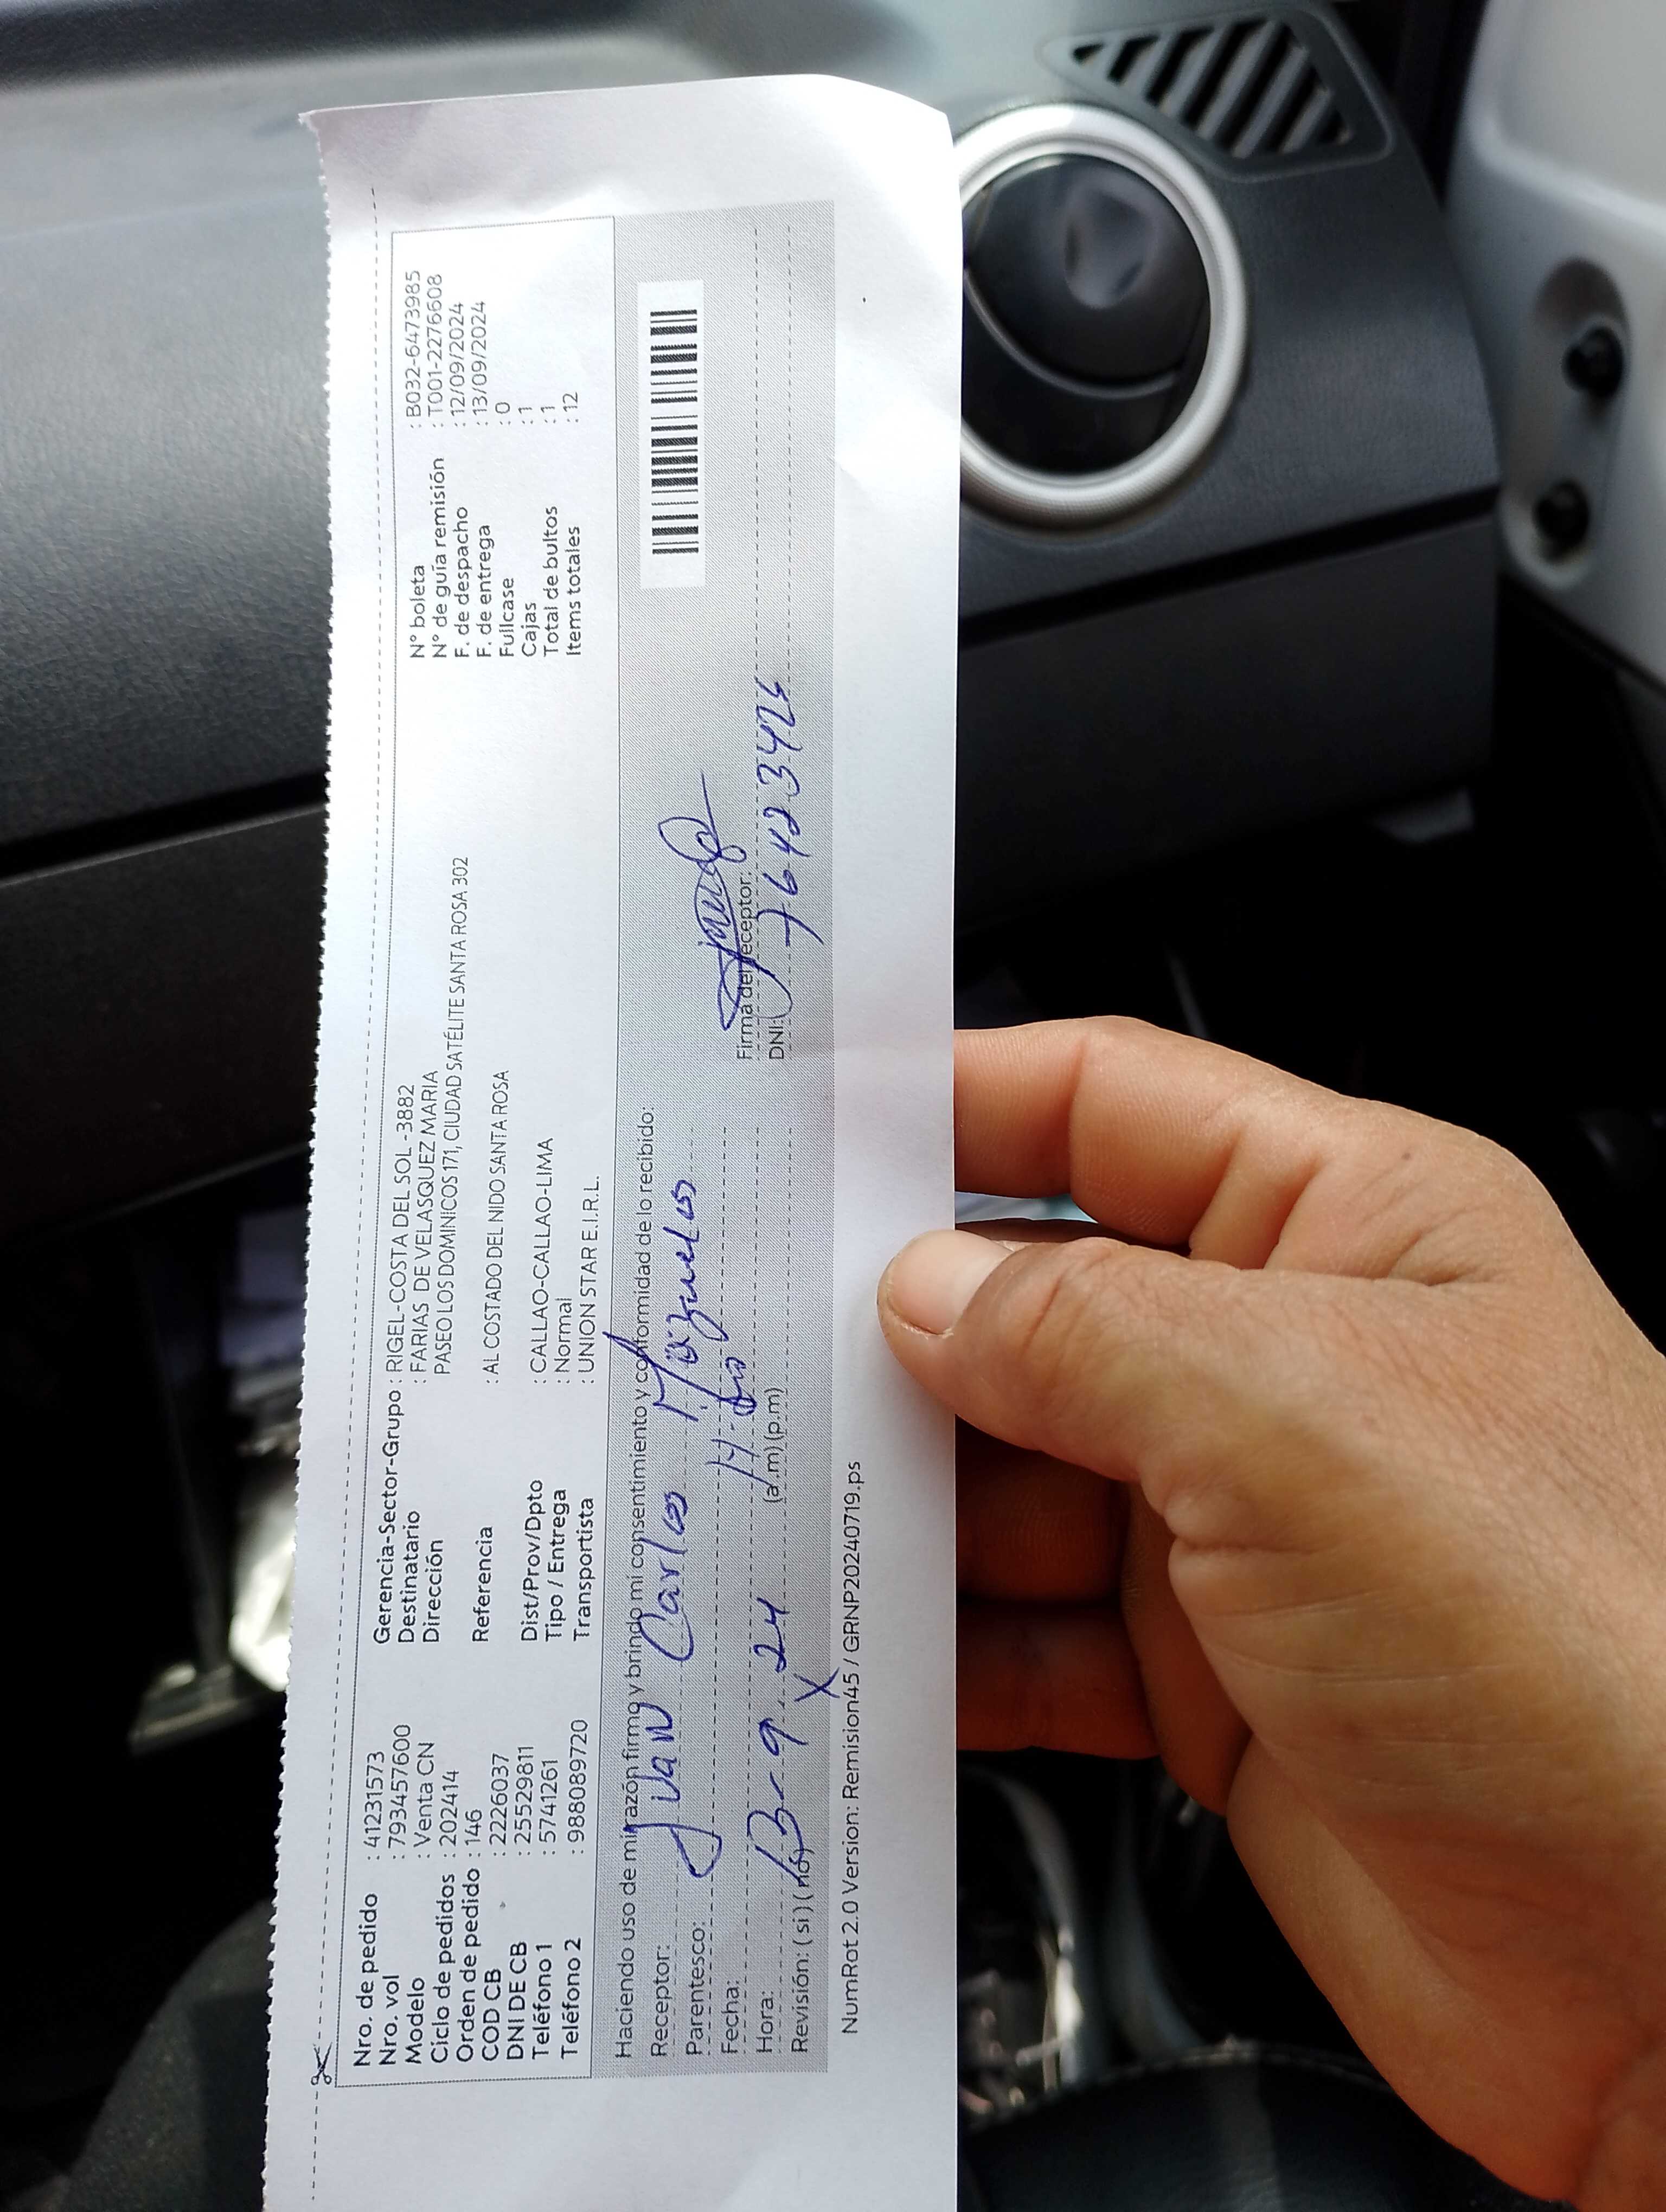 Nro. de pedido : 41231573
Nro. vol : 7934576​00
Modelo : Venta CN
Ciclo de pedidos : 202414
Orden de pedido : 146
COD CB : 22226037
DNI DE CB : 25529811
Teléfono 1 : 5741261
Teléfono 2 : 988089720
Gerencia-Sector-Grupo : RIGEL-COSTA DEL SOL -3882
Destinatario : FARIAS DE VELASQUEZ MARIA
Dirección PASEO LOS DOMINICOS 171, CIUDAD SATÉLITE SANTA ROSA 302
Referencia : AL COSTADO DEL NIDO SANTA ROSA
Dist/Prov/Dpto : CALLAO-CALLAO-LIMA
Tipo / Entrega : Normal
Transportista : UNION STAR E.I.R.L.
N° boleta : B032-6473985
N° de guía remisión : T001-2276608
F. de despacho : 12/09/2024
F. de entrega : 13/09/2024
Fullcase : 0
Cajas : 1
Total de bultos : 1
Items totales : 12
Haciendo uso de mi razón firmo y brindo mi consentimiento y conformidad de lo recibido:
Receptor: Juan Carlos
Parentesco:
Fecha: 13-9-24
Hora: (a.m) (p.m)
Revisión: ( si ) ( no ) X
Firma del receptor:
DNI: 76423426
NumRot 2.0 Version: Remision45 / GRNP20240719.ps